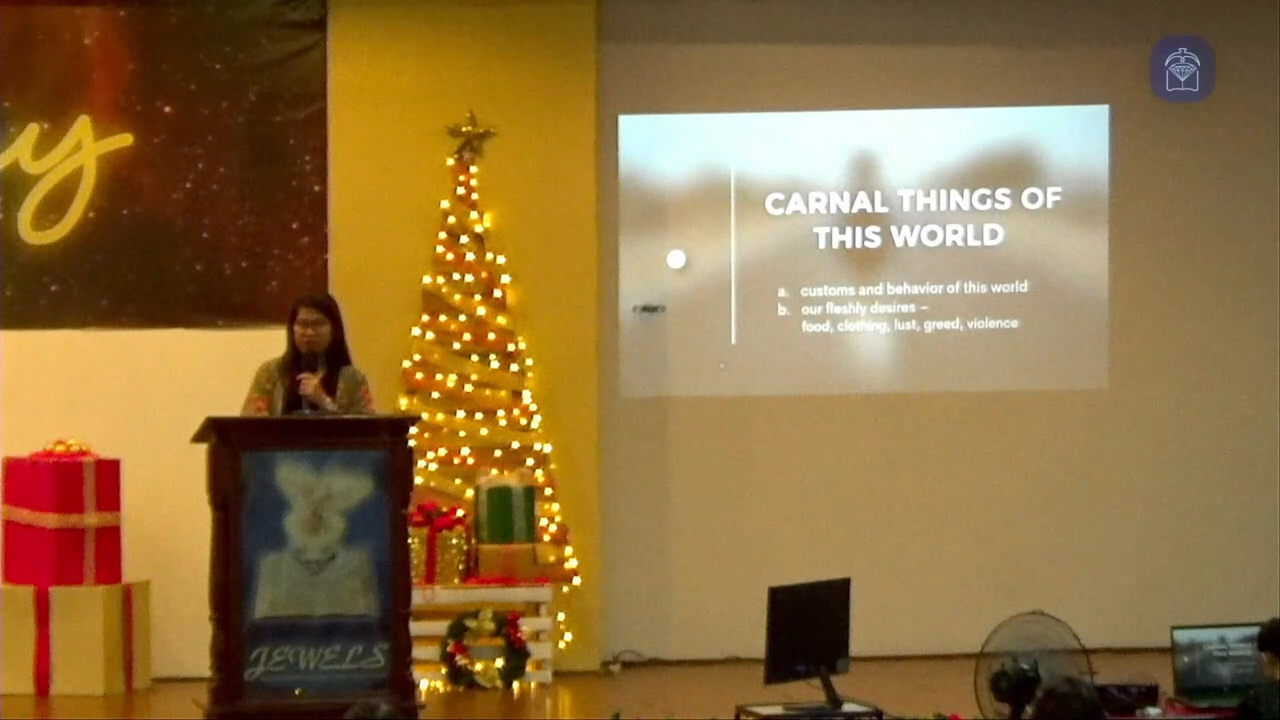 y
CARNAL THINGS OF
THIS WORLD
a. customs and behavior of this world
b. our fleshly desires –
food, clothing, lust, greed, violence
JEWELS